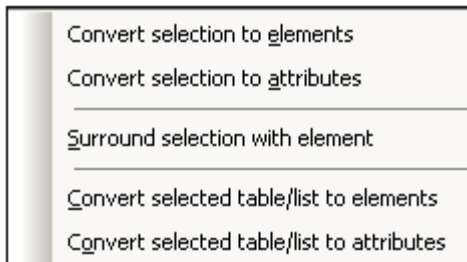 Convert selection to elements
Convert selection to attributes
Surround selection with element
Convert selected table/list to elements
Convert selected table/list to attributes